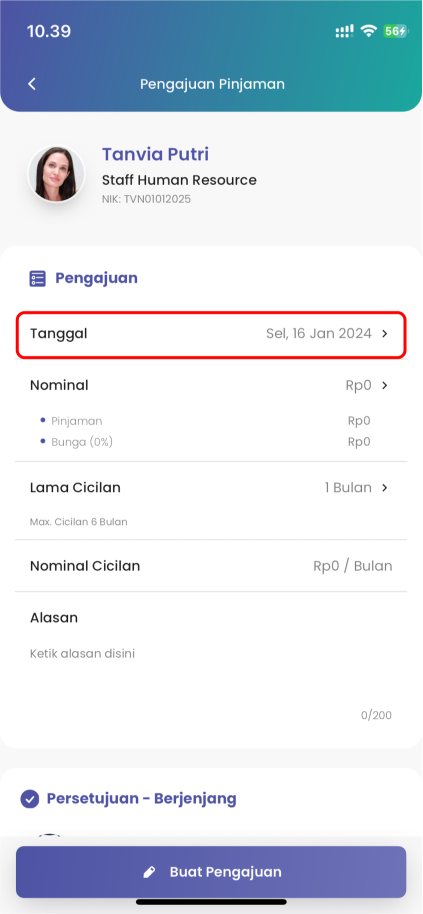 10.39
56
Pengajuan Pinjaman
Tanvia Putri
Staff Human Resource
NIK: TVN01012025
Pengajuan
Tanggal Sel, 16 Jan 2024
Nominal Rp0
Pinjaman Rp0
Bunga (0%) Rp0
Lama Cicilan 1 Bulan
Max. Cicilan 6 Bulan
Nominal Cicilan Rp0 / Bulan
Alasan
Ketik alasan disini
0/200
Persetujuan - Berjenjang
Buat Pengajuan